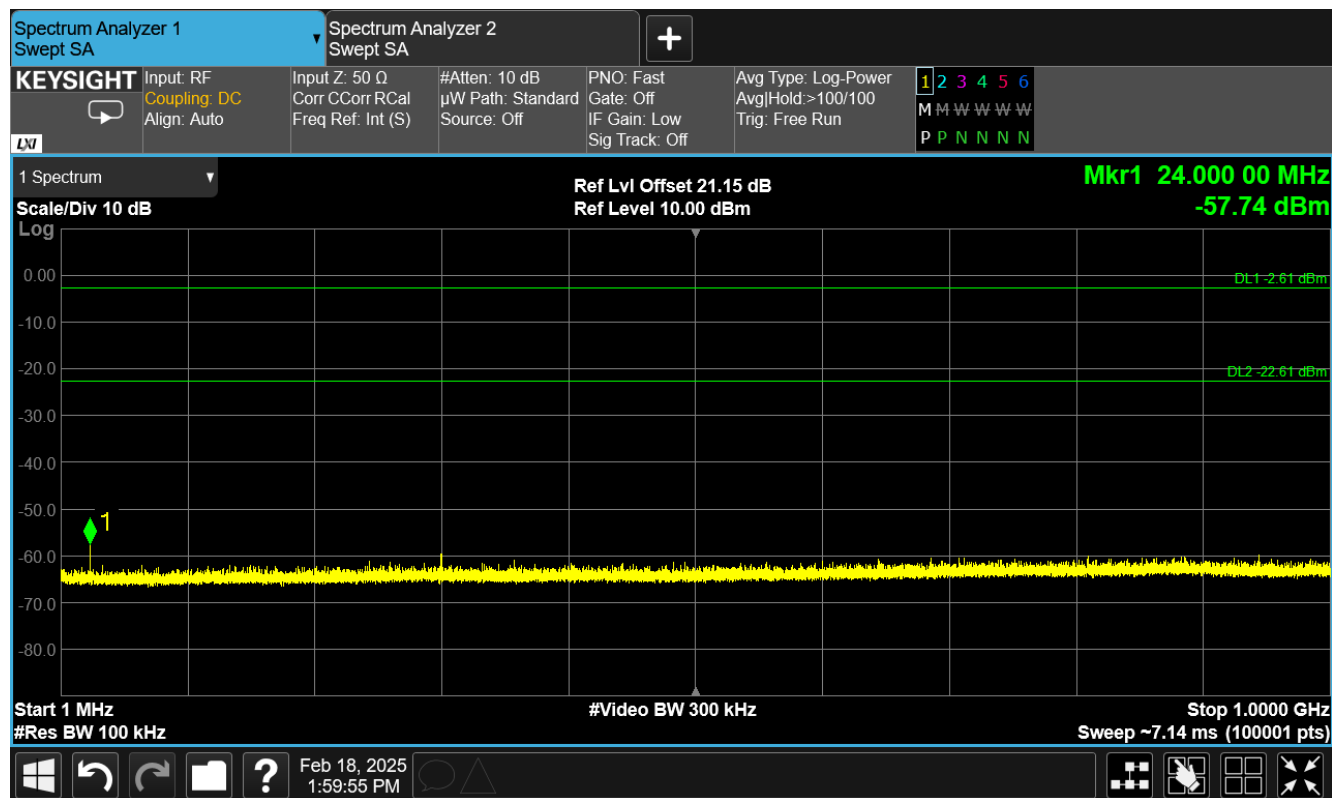 Spectrum Analyzer 1
Swept SA
Spectrum Analyzer 2
Swept SA
KEYSIGHT
LXI
Input: RF
Coupling: DC
Align: Auto
Input Z: 50 Ω
Corr CCorr RCal
Freq Ref: Int (S)
#Atten: 10 dB
µW Path: Standard
Source: Off
PNO: Fast
Gate: Off
IF Gain: Low
Sig Track: Off
Avg Type: Log-Power
Avg|Hold:>100/100
Trig: Free Run
1 2 3 4 5 6
M M W W W W
P P N N N N
1 Spectrum
Scale/Div 10 dB
Log
Ref Lvl Offset 21.15 dB
Ref Level 10.00 dBm
Mkr1 24.000 00 MHz
-57.74 dBm
0.00
DL1 -2.61 dBm
-10.0
-20.0
DL2 -22.61 dBm
-30.0
-40.0
-50.0
1
-60.0
-70.0
-80.0
Start 1 MHz
#Res BW 100 kHz
#Video BW 300 kHz
Stop 1.0000 GHz
Sweep ~7.14 ms (100001 pts)
?
Feb 18, 2025
1:59:55 PM